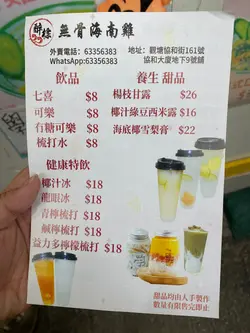 醉棧
無骨海南雞
外賣電話：63356383
WhatsApp:63356383
地址：觀塘協和街161號
協和大廈地下9號舖
飲品
七喜 $8
可樂 $8
有糖可樂 $8
梳打水 $8
養生 甜品
楊枝甘露 $26
椰汁綠豆西米露 $16
海底椰雪梨膏 $22
健康特飲
椰汁冰 $18
龍眼冰 $18
青檸梳打 $18
鹹檸梳打 $18
益力多檸檬梳打 $18
甜品均由人手製作
數量有限售完即止